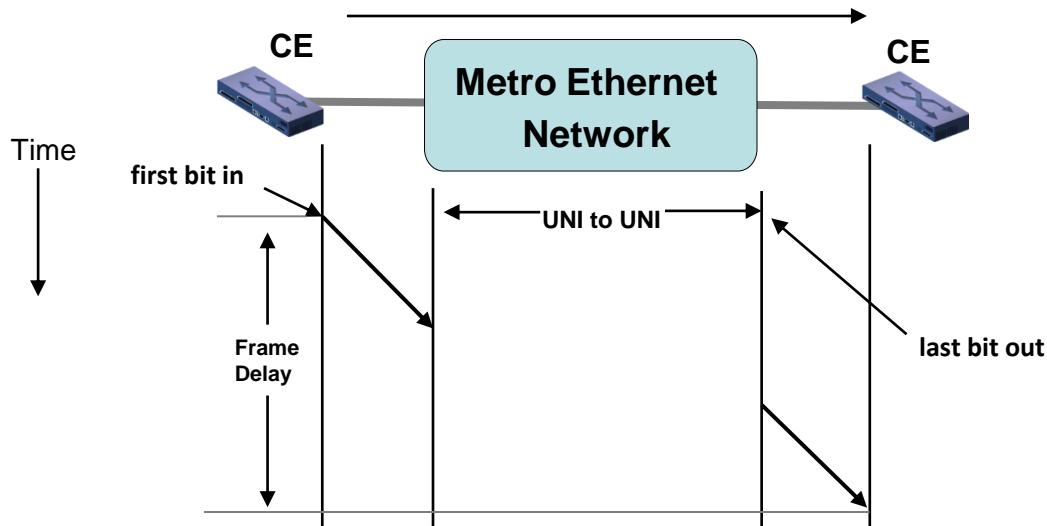 CE
CE
Metro Ethernet
Network
Time
first bit in
UNI to UNI
Frame
Delay
last bit out